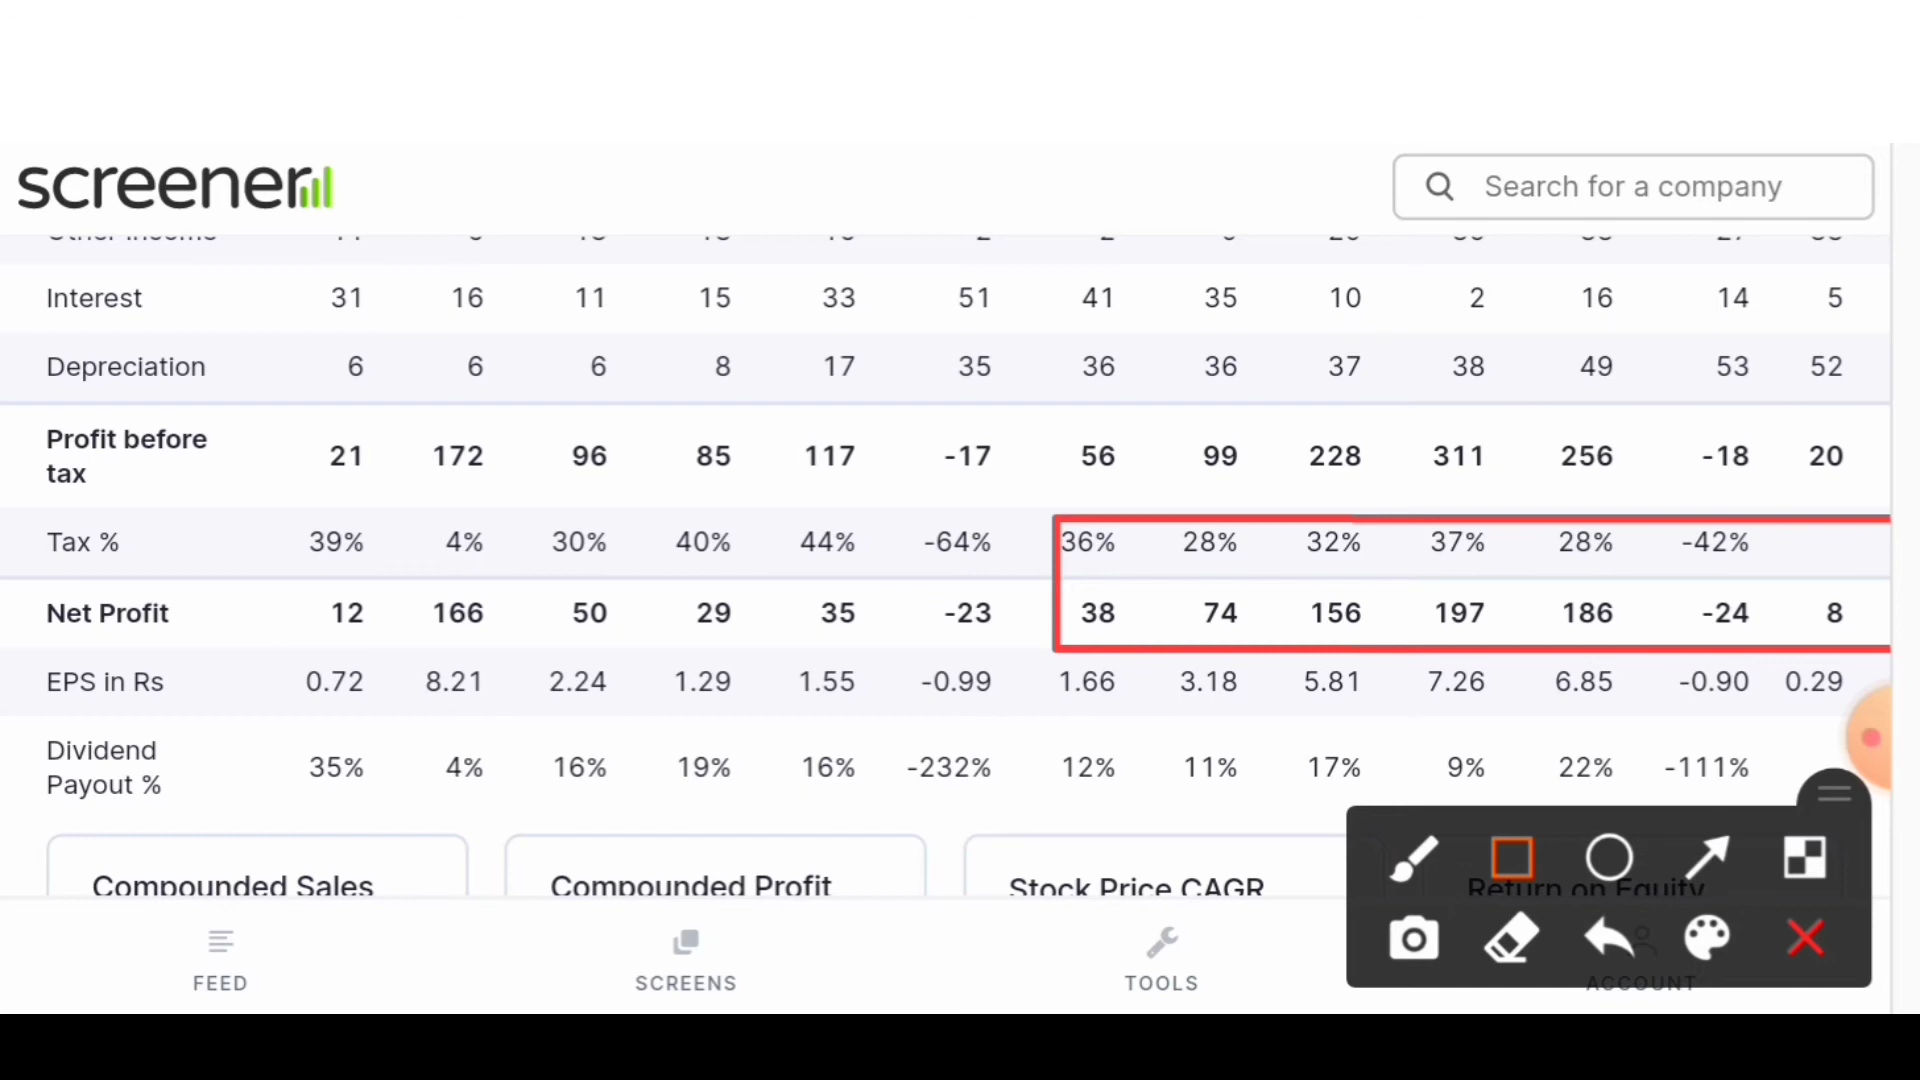 screener
Search for a company
Interest 31 16 11 15 33 51 41 35 10 2 16 14 5
Depreciation 6 6 6 8 17 35 36 36 37 38 49 53 52
Profit before
tax 21 172 96 85 117 -17 56 99 228 311 256 -18 20
Tax % 39% 4% 30% 40% 44% -64% 36% 28% 32% 37% 28% -42%
Net Profit 12 166 50 29 35 -23 38 74 156 197 186 -24 8
EPS in Rs 0.72 8.21 2.24 1.29 1.55 -0.99 1.66 3.18 5.81 7.26 6.85 -0.90 0.29
Dividend
Payout % 35% 4% 16% 19% 16% -232% 12% 11% 17% 9% 22% -111%
Compounded Sales Compounded Profit Stock Price CAGR Return on Equity
FEED SCREENS TOOLS ACCOUNT